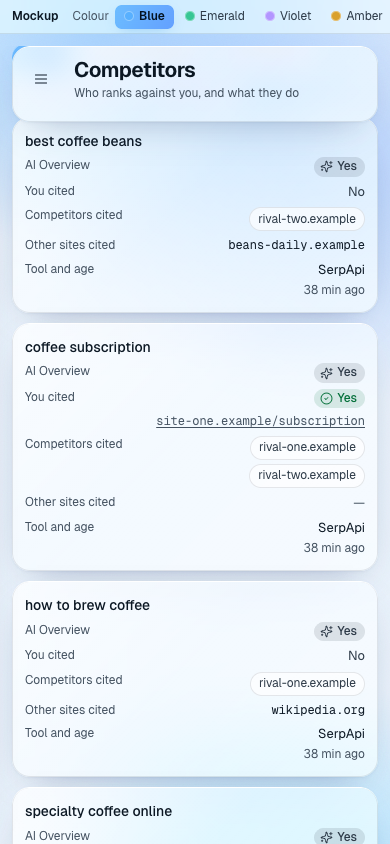 Mockup Colour Blue Emerald Violet Amber
Competitors
Who ranks against you, and what they do
best coffee beans
AI Overview Yes
You cited No
Competitors cited rival-two.example
Other sites cited beans-daily.example
Tool and age SerpApi
38 min ago
coffee subscription
AI Overview Yes
You cited Yes
site-one.example/subscription
Competitors cited rival-one.example
rival-two.example
Other sites cited —
Tool and age SerpApi
38 min ago
how to brew coffee
AI Overview Yes
You cited No
Competitors cited rival-one.example
Other sites cited wikipedia.org
Tool and age SerpApi
38 min ago
specialty coffee online
AI Overview Yes